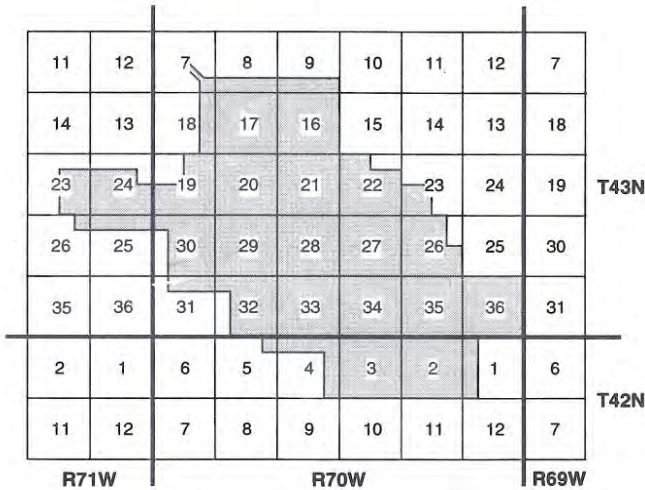 11 12 7 8 9 10 11 12 7
14 13 18 17 16 15 14 13 18
23 24 19 20 21 22 23 24 19 T43N
26 25 30 29 28 27 26 25 30
35 36 31 32 33 34 35 36 31
2 1 6 5 4 3 2 1 6 T42N
11 12 7 8 9 10 11 12 7
R71W R70W R69W